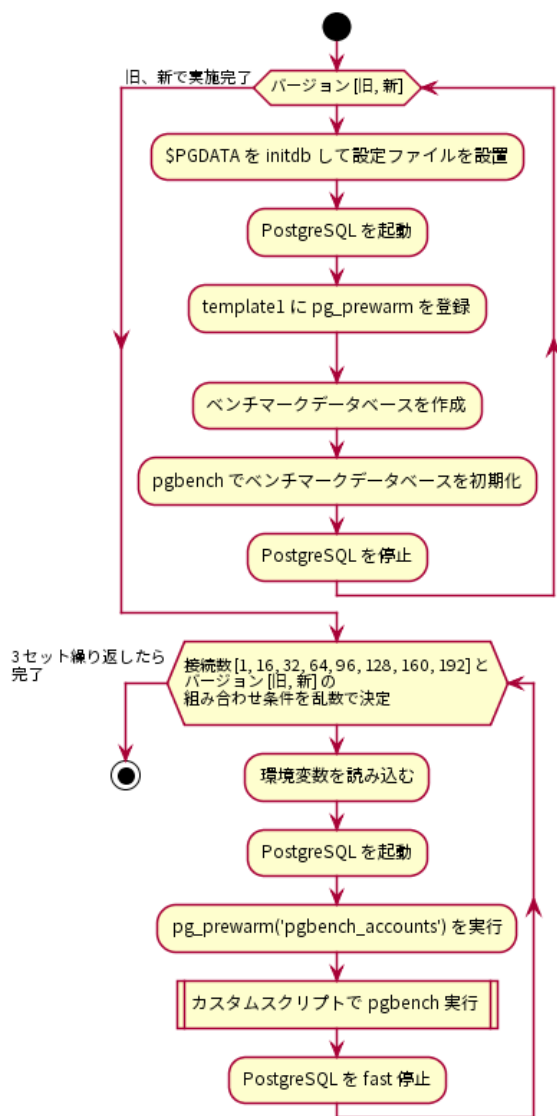 旧、新で実施完了
バージョン [旧, 新]
$PGDATA を initdb して設定ファイルを設置
PostgreSQL を起動
template1 に pg_prewarm を登録
ベンチマークデータベースを作成
pgbench でベンチマークデータベースを初期化
PostgreSQL を停止
3 セット繰り返したら
完了
接続数 [1, 16, 32, 64, 96, 128, 160, 192] と
バージョン [旧, 新] の
組み合わせ条件を乱数で決定
環境変数を読み込む
PostgreSQL を起動
pg_prewarm('pgbench_accounts') を実行
カスタムスクリプトで pgbench 実行
PostgreSQL を fast 停止